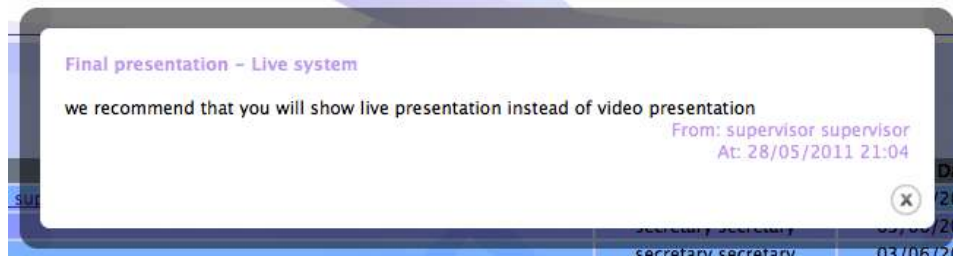 Final presentation – Live system
we recommend that you will show live presentation instead of video presentation
From: supervisor supervisor
At: 28/05/2011 21:04
x
secretary secretary
secretary secretary 03/06/20